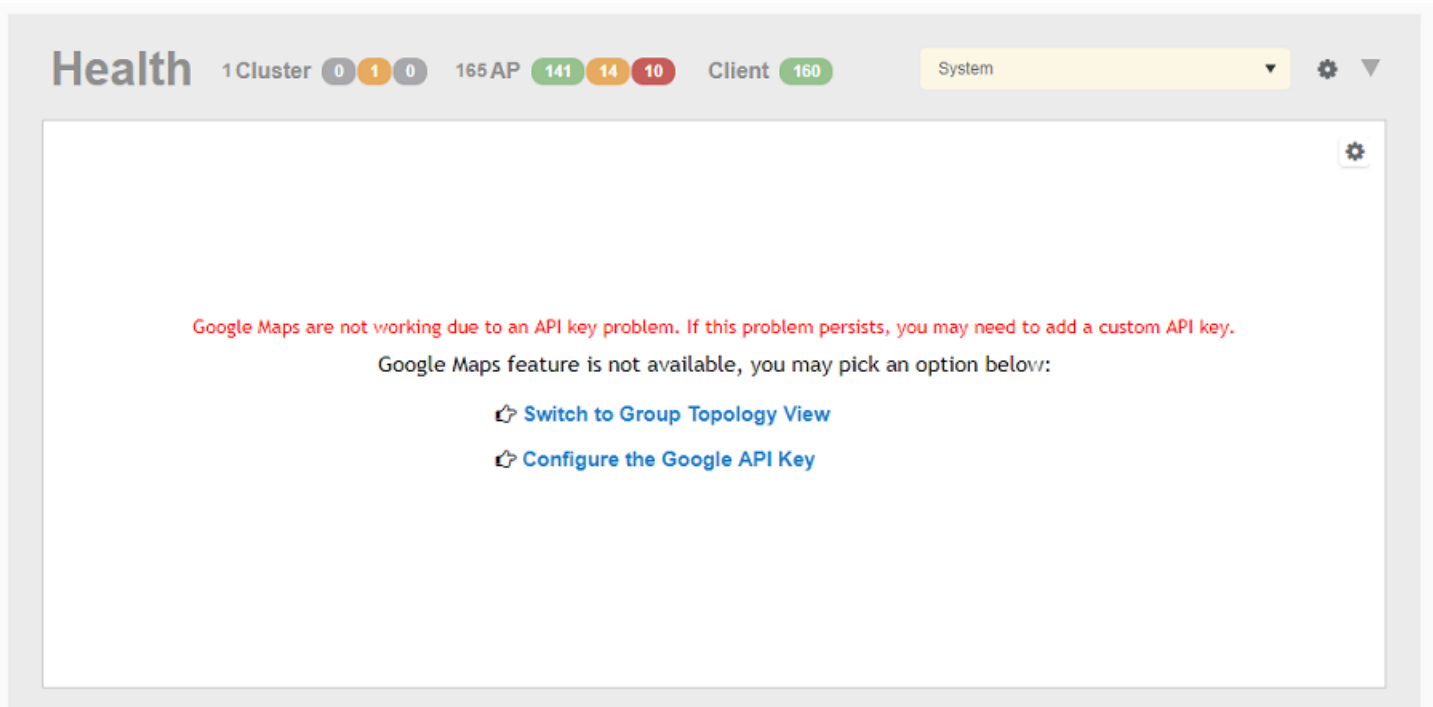 Health 1 Cluster 0 1 0 165 AP 141 14 10 Client 160 System
Google Maps are not working due to an API key problem. If this problem persists, you may need to add a custom API key.
Google Maps feature is not available, you may pick an option below:
Switch to Group Topology View
Configure the Google API Key